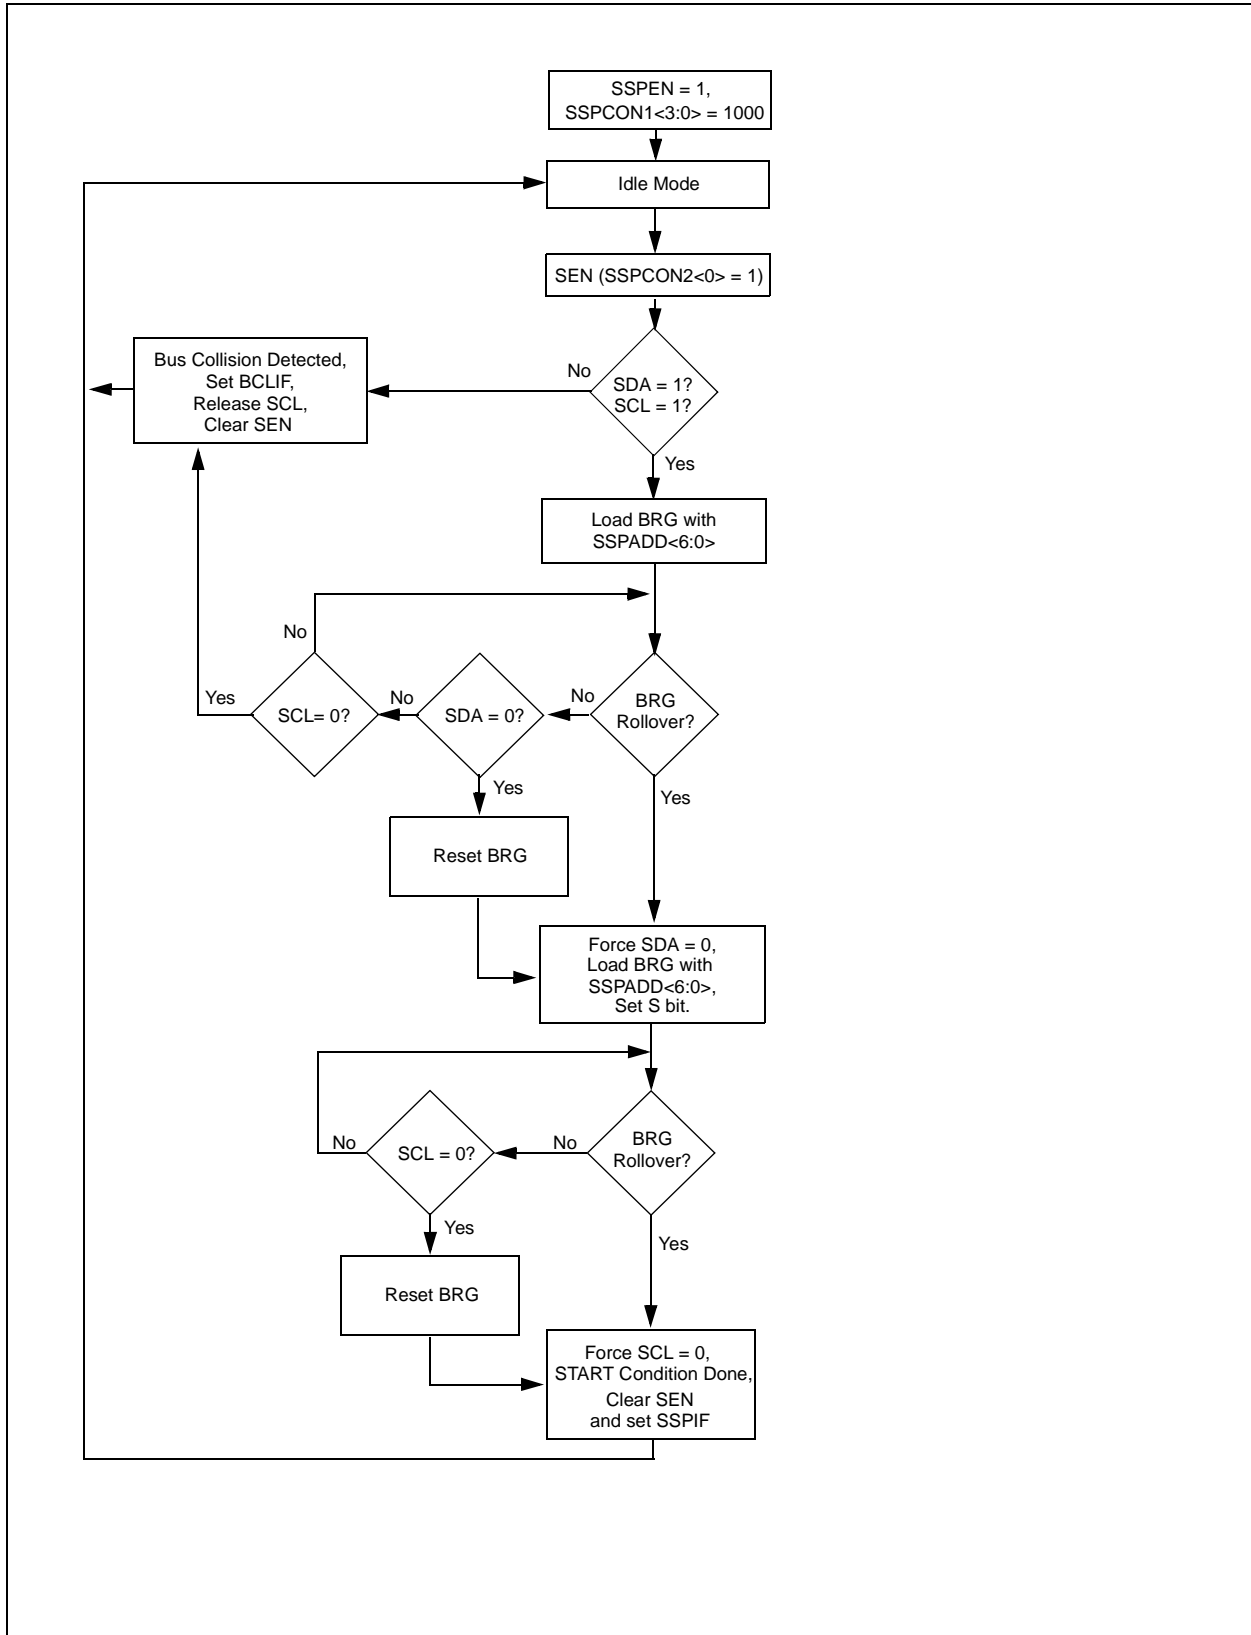 SSPEN = 1,
SSPCON1<3:0> = 1000
Idle Mode
SEN (SSPCON2<0> = 1)
Bus Collision Detected,
Set BCLIF,
Release SCL,
Clear SEN
No
SDA = 1?
SCL = 1?
Yes
Load BRG with
SSPADD<6:0>
No
Yes
SCL= 0?
No
SDA = 0?
No
BRG
Rollover?
Yes
Yes
Reset BRG
Force SDA = 0,
Load BRG with
SSPADD<6:0>,
Set S bit.
No
SCL = 0?
No
BRG
Rollover?
Yes
Yes
Reset BRG
Force SCL = 0,
START Condition Done,
Clear SEN
and set SSPIF